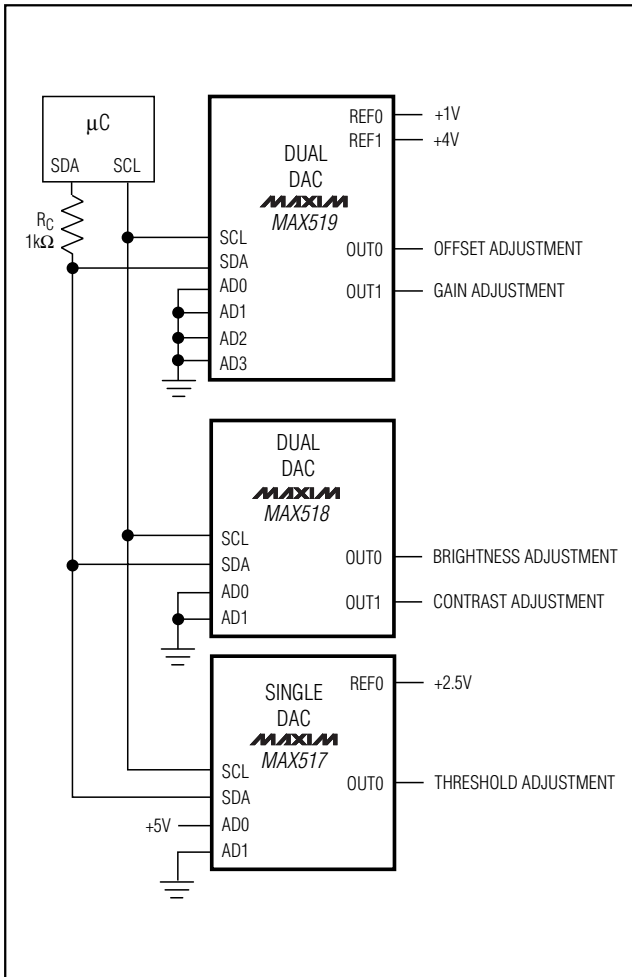 μC
SDA SCL
RC
1kΩ
REF0 +1V
REF1 +4V
DUAL
DAC
MAXIM
MAX519
SCL
SDA
AD0
AD1
AD2
AD3
OUT0 OFFSET ADJUSTMENT
OUT1 GAIN ADJUSTMENT
DUAL
DAC
MAXIM
MAX518
SCL
SDA
AD0
AD1
OUT0 BRIGHTNESS ADJUSTMENT
OUT1 CONTRAST ADJUSTMENT
REF0 +2.5V
SINGLE
DAC
MAXIM
MAX517
SCL
SDA
+5V AD0
AD1
OUT0 THRESHOLD ADJUSTMENT